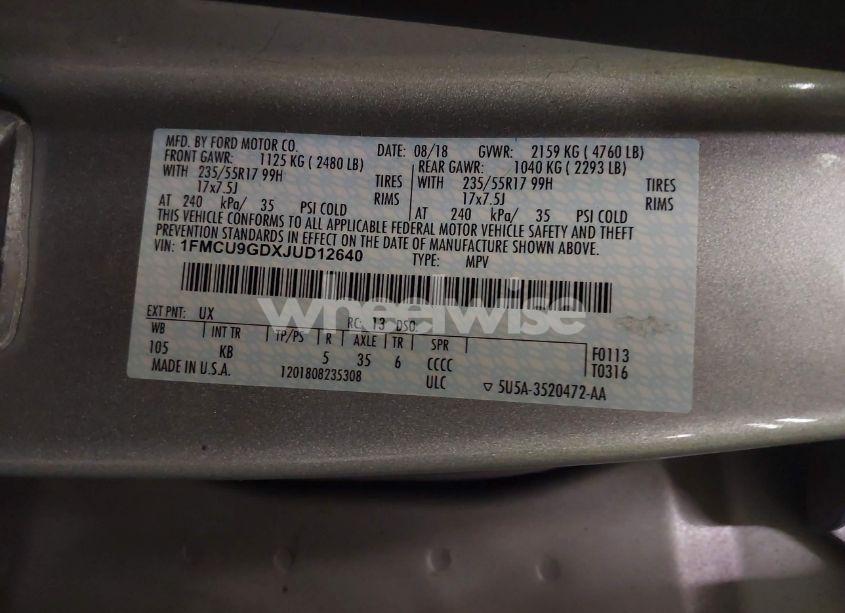 MFD. BY FORD MOTOR CO. DATE: 08/18 GVWR: 2159 KG ( 4760 LB)
FRONT GAWR: 1125 KG ( 2480 LB) REAR GAWR: 1040 KG ( 2293 LB)
WITH 235/55R17 99H TIRES WITH 235/55R17 99H TIRES
17x7.5J RIMS 17x7.5J RIMS
AT 240 kPa/ 35 PSI COLD AT 240 kPa/ 35 PSI COLD
THIS VEHICLE CONFORMS TO ALL APPLICABLE FEDERAL MOTOR VEHICLE SAFETY AND THEFT
PREVENTION STANDARDS IN EFFECT ON THE DATE OF MANUFACTURE SHOWN ABOVE.
VIN: 1FMCU9GDXJUD12640 TYPE: MPV
wheelwise
EXT PNT: UX RC: 13 DSO:
WB INT TR TP/PS R AXLE TR SPR
105 KB 5 35 6 CCCC F0113
MADE IN U.S.A. 1201808235308 ULC T0316
▽ 5U5A-3520472-AA